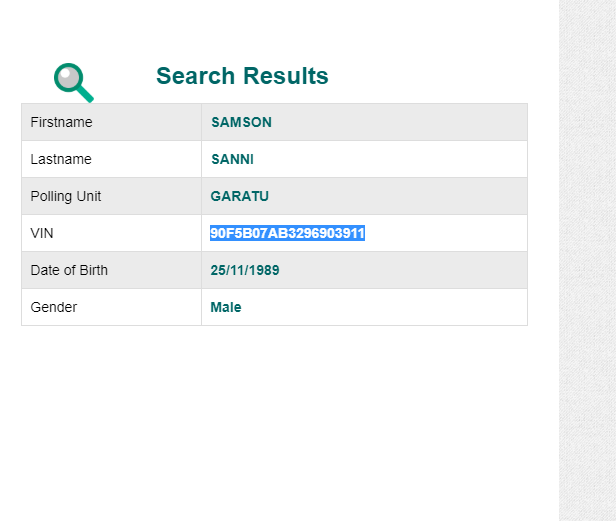 Search Results
Firstname SAMSON
Lastname SANNI
Polling Unit GARATU
VIN 90F5B07AB3296903911
Date of Birth 25/11/1989
Gender Male